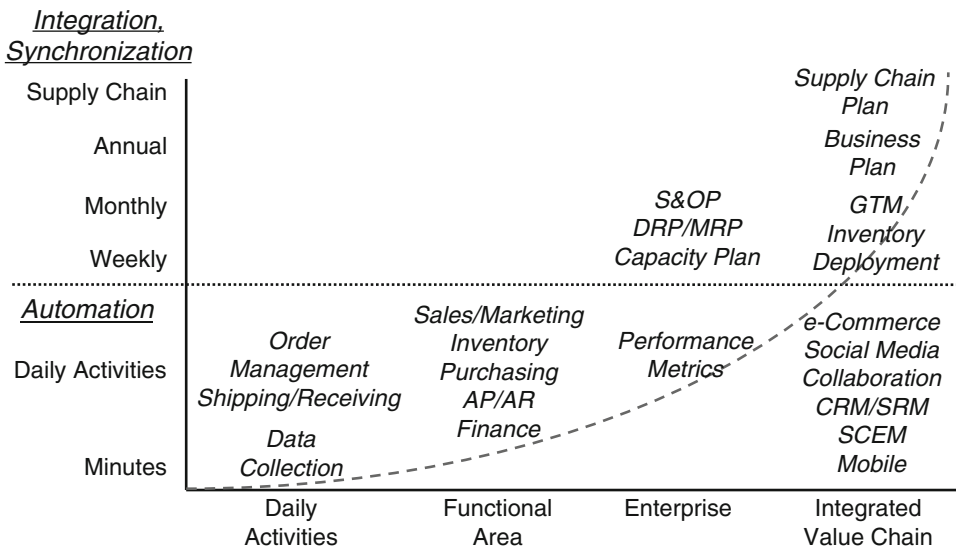 Integration,
Synchronization
Supply Chain
Annual
Monthly
Weekly
Supply Chain
Plan
Business
Plan
S&OP
DRP/MRP
Capacity Plan
GTM
Inventory
Deployment
Automation
Daily Activities
Minutes
Order
Management
Shipping/Receiving
Data
Collection
Sales/Marketing
Inventory
Purchasing
AP/AR
Finance
Performance
Metrics
e-Commerce
Social Media
Collaboration
CRM/SRM
SCEM
Mobile
Daily
Activities
Functional
Area
Enterprise
Integrated
Value Chain